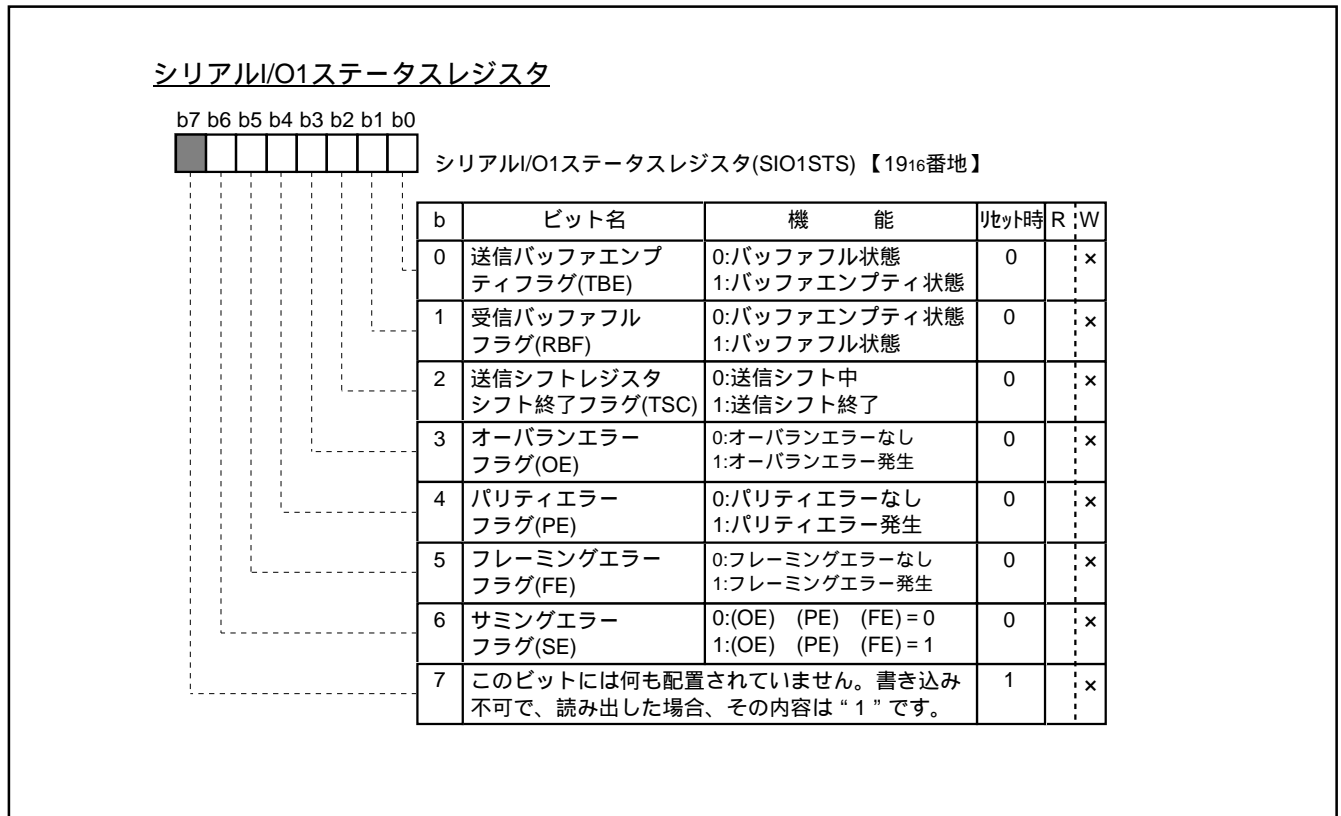 シリアルI/O1ステータスレジスタ
b7 b6 b5 b4 b3 b2 b1 b0
シリアルI/O1ステータスレジスタ(SIO1STS)【1916番地】
b ビット名 機 能 リセット時 R W
0 送信バッファエンプ 0:バッファフル状態 0 ×
ティフラグ(TBE) 1:バッファエンプティ状態
1 受信バッファフル 0:バッファエンプティ状態 0 ×
フラグ(RBF) 1:バッファフル状態
2 送信シフトレジスタ 0:送信シフト中 0 ×
シフト終了フラグ(TSC) 1:送信シフト終了
3 オーバランエラー 0:オーバランエラーなし 0 ×
フラグ(OE) 1:オーバランエラー発生
4 パリティエラー 0:パリティエラーなし 0 ×
フラグ(PE) 1:パリティエラー発生
5 フレーミングエラー 0:フレーミングエラーなし 0 ×
フラグ(FE) 1:フレーミングエラー発生
6 サミングエラー 0:(OE) (PE) (FE)=0 0 ×
フラグ(SE) 1:(OE) (PE) (FE)=1
7 このビットには何も配置されていません。書き込み 1 ×
不可で、読み出した場合、その内容は“1”です。